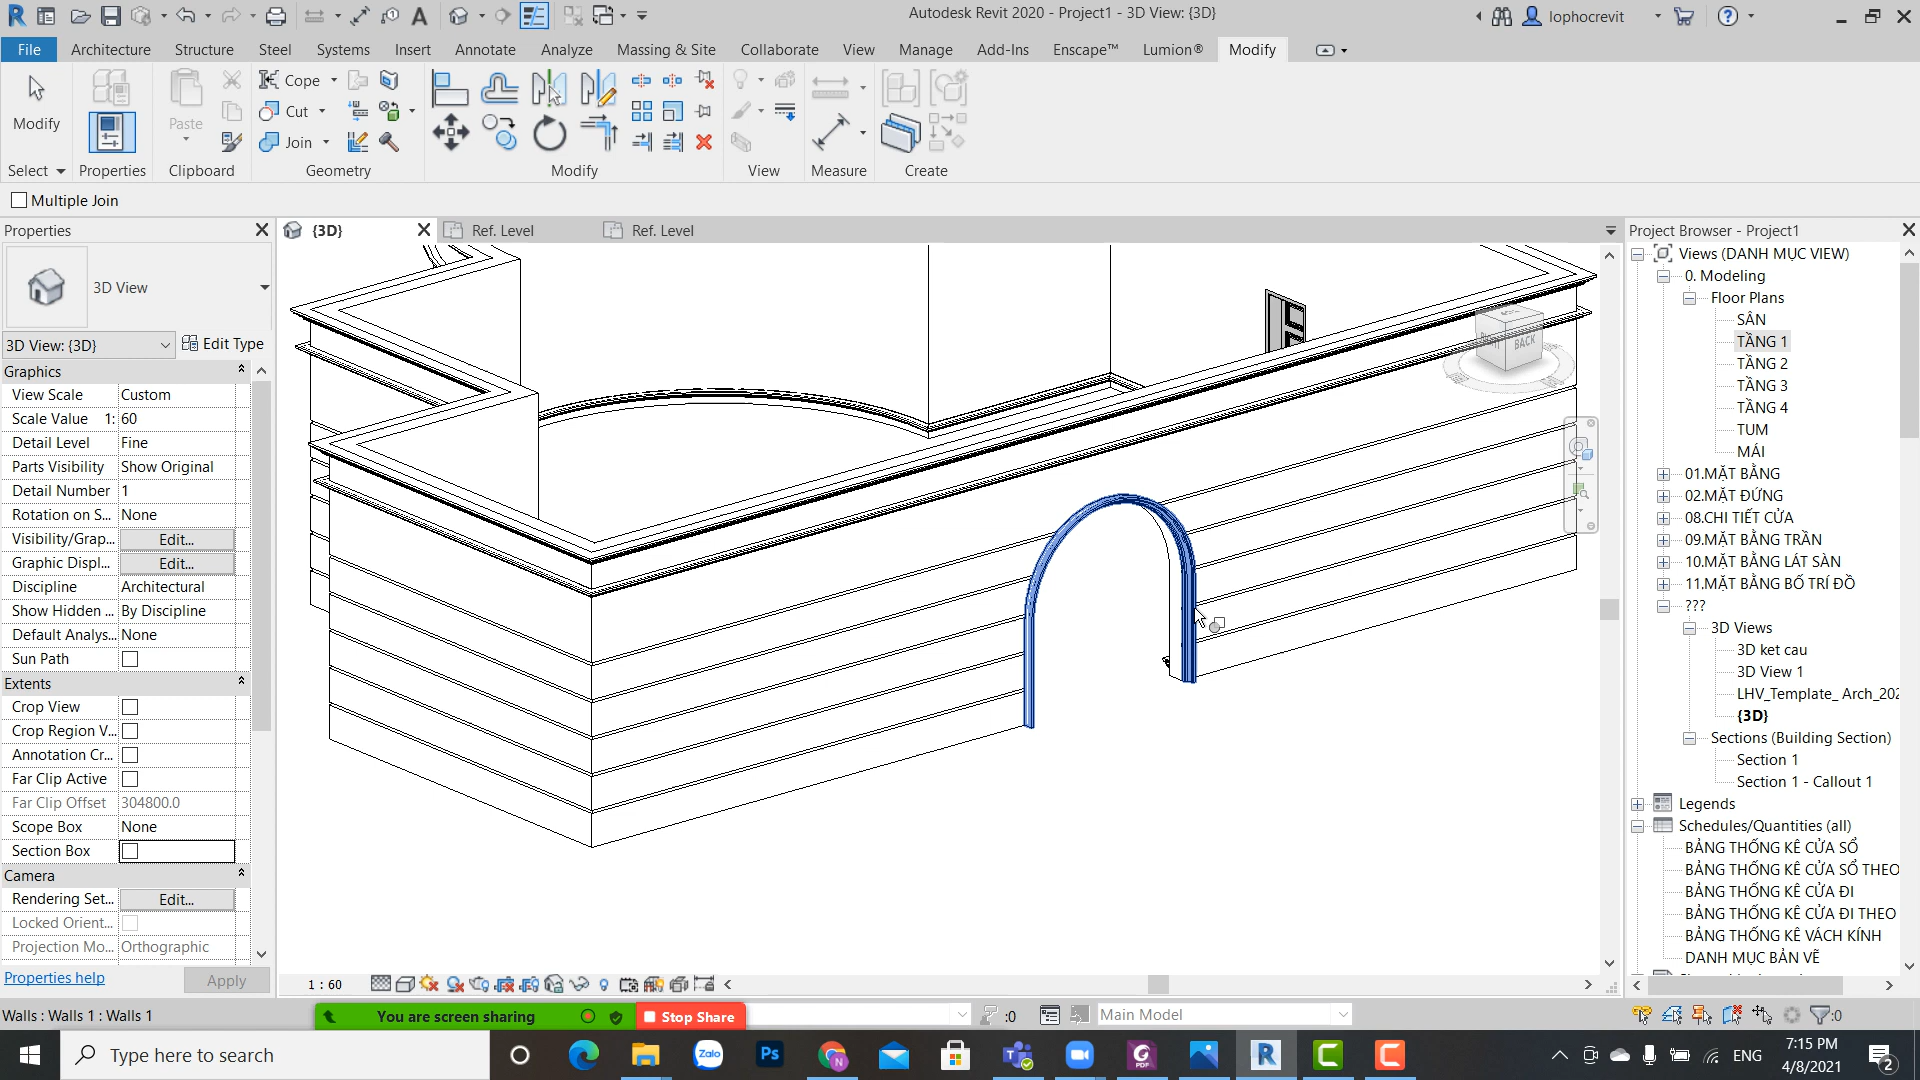 Autodesk Revit 2020 - Project1 - 3D View: {3D}
lophocrevit
File Architecture Structure Steel Systems Insert Annotate Analyze Massing & Site Collaborate View Manage Add-Ins Enscape™ Lumion® Modify
Modify
Paste
Cope
Cut
Join
Select Properties Clipboard Geometry Modify View Measure Create
Multiple Join
Properties
{3D}
Ref. Level
Ref. Level
Project Browser - Project1
3D View
3D View: {3D}
Edit Type
Graphics
View Scale Custom
Scale Value 1: 60
Detail Level Fine
Parts Visibility Show Original
Detail Number 1
Rotation on S... None
Visibility/Grap... Edit...
Graphic Displ... Edit...
Discipline Architectural
Show Hidden ... By Discipline
Default Analys... None
Sun Path
Extents
Crop View
Crop Region V...
Annotation Cr...
Far Clip Active
Far Clip Offset 304800.0
Scope Box None
Section Box
Camera
Rendering Set... Edit...
Locked Orient...
Projection Mo... Orthographic
Properties help
Apply
BACK
Views (DANH MỤC VIEW)
0. Modeling
Floor Plans
SÂN
TẦNG 1
TẦNG 2
TẦNG 3
TẦNG 4
TUM
MÁI
01.MẶT BẰNG
02.MẶT ĐỨNG
08.CHI TIẾT CỬA
09.MẶT BẰNG TRẦN
10.MẶT BẰNG LÁT SÀN
11.MẶT BẰNG BỐ TRÍ ĐỒ
???
3D Views
3D ket cau
3D View 1
LHV_Template_ Arch_202
{3D}
Sections (Building Section)
Section 1
Section 1 - Callout 1
Legends
Schedules/Quantities (all)
BẢNG THỐNG KÊ CỬA SỔ
BẢNG THỐNG KÊ CỬA SỔ THEO
BẢNG THỐNG KÊ CỬA ĐI
BẢNG THỐNG KÊ CỬA ĐI THEO
BẢNG THỐNG KÊ VÁCH KÍNH
DANH MỤC BẢN VẼ
1 : 60
Walls : Walls 1 : Walls 1
You are screen sharing
Stop Share
:0
Main Model
:0
Type here to search
Zalo
Ps
N
PDF
R
C
C
ENG
7:15 PM
4/8/2021
2